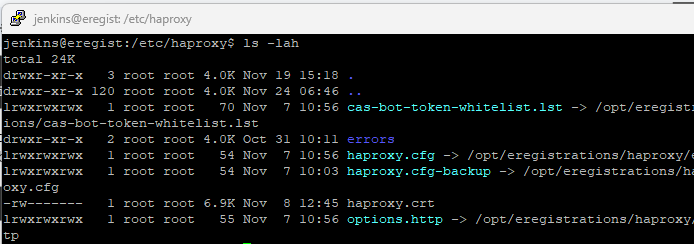 jenkins@eregist: /etc/haproxy
jenkins@eregist:/etc/haproxy$ ls -lah
total 24K
drwxr-xr-x   3 root root 4.0K Nov 19 15:18 .
drwxr-xr-x 120 root root 4.0K Nov 24 06:46 ..
lrwxrwxrwx   1 root root   70 Nov  7 10:56 cas-bot-token-whitelist.lst -> /opt/eregist
ions/cas-bot-token-whitelist.lst
drwxr-xr-x   2 root root 4.0K Oct 31 10:11 errors
lrwxrwxrwx   1 root root   54 Nov  7 10:56 haproxy.cfg -> /opt/eregistrations/haproxy/
lrwxrwxrwx   1 root root   54 Nov  7 10:03 haproxy.cfg-backup -> /opt/eregistrations/ha
oxy.cfg
-rw-------   1 root root 6.9K Nov  8 12:45 haproxy.crt
lrwxrwxrwx   1 root root   55 Nov  7 10:56 options.http -> /opt/eregistrations/haproxy/
tp